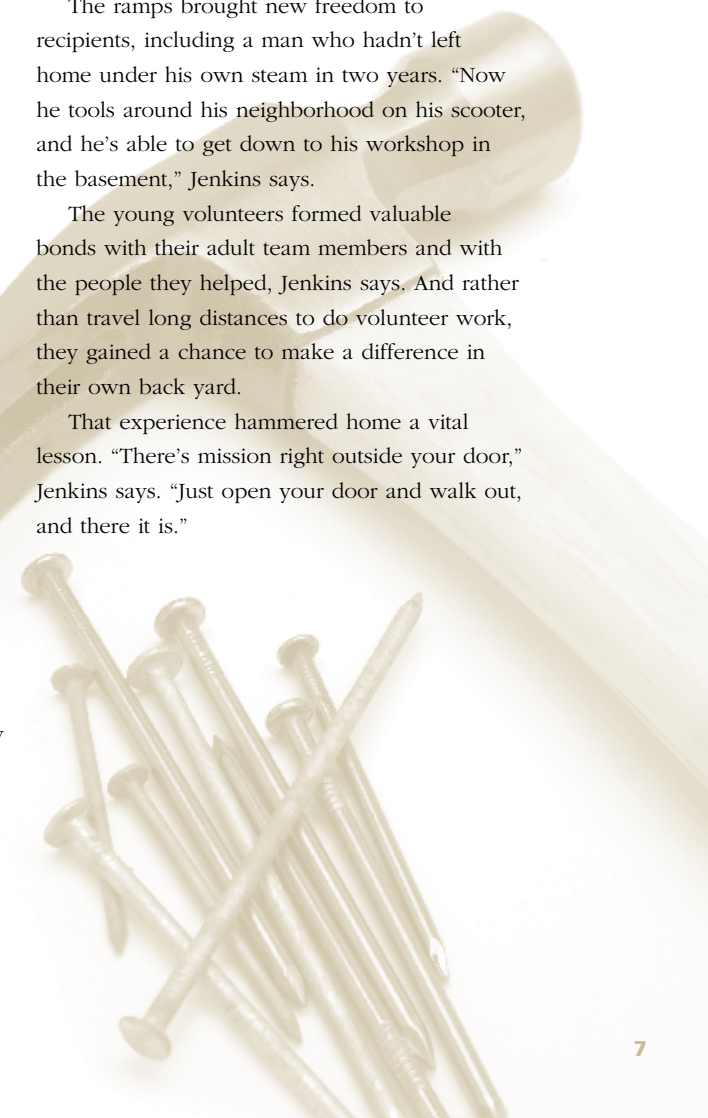 The ramps brought new freedom to
recipients, including a man who hadn’t left
home under his own steam in two years. “Now
he tools around his neighborhood on his scooter,
and he’s able to get down to his workshop in
the basement,” Jenkins says.
The young volunteers formed valuable
bonds with their adult team members and with
the people they helped, Jenkins says. And rather
than travel long distances to do volunteer work,
they gained a chance to make a difference in
their own back yard.
That experience hammered home a vital
lesson. “There’s mission right outside your door,”
Jenkins says. “Just open your door and walk out,
and there it is.”
7